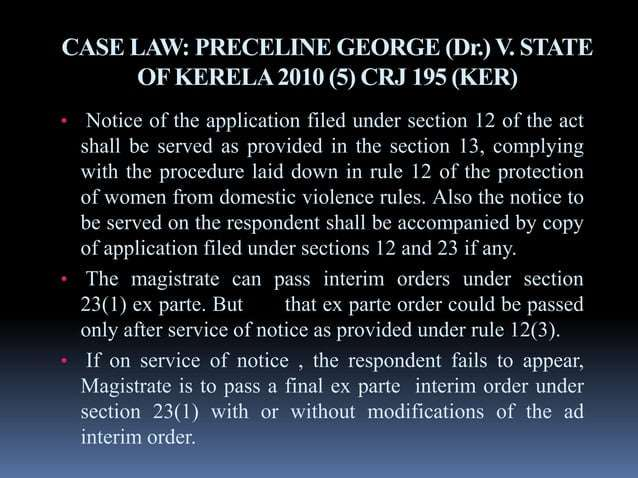 CASE LAW: PRECELINE GEORGE (Dr.) V. STATE
OF KERELA 2010 (5) CRJ 195 (KER)
• Notice of the application filed under section 12 of the act
shall be served as provided in the section 13, complying
with the procedure laid down in rule 12 of the protection
of women from domestic violence rules. Also the notice to
be served on the respondent shall be accompanied by copy
of application filed under sections 12 and 23 if any.
• The magistrate can pass interim orders under section
23(1) ex parte. But that ex parte order could be passed
only after service of notice as provided under rule 12(3).
• If on service of notice , the respondent fails to appear,
Magistrate is to pass a final ex parte interim order under
section 23(1) with or without modifications of the ad
interim order.